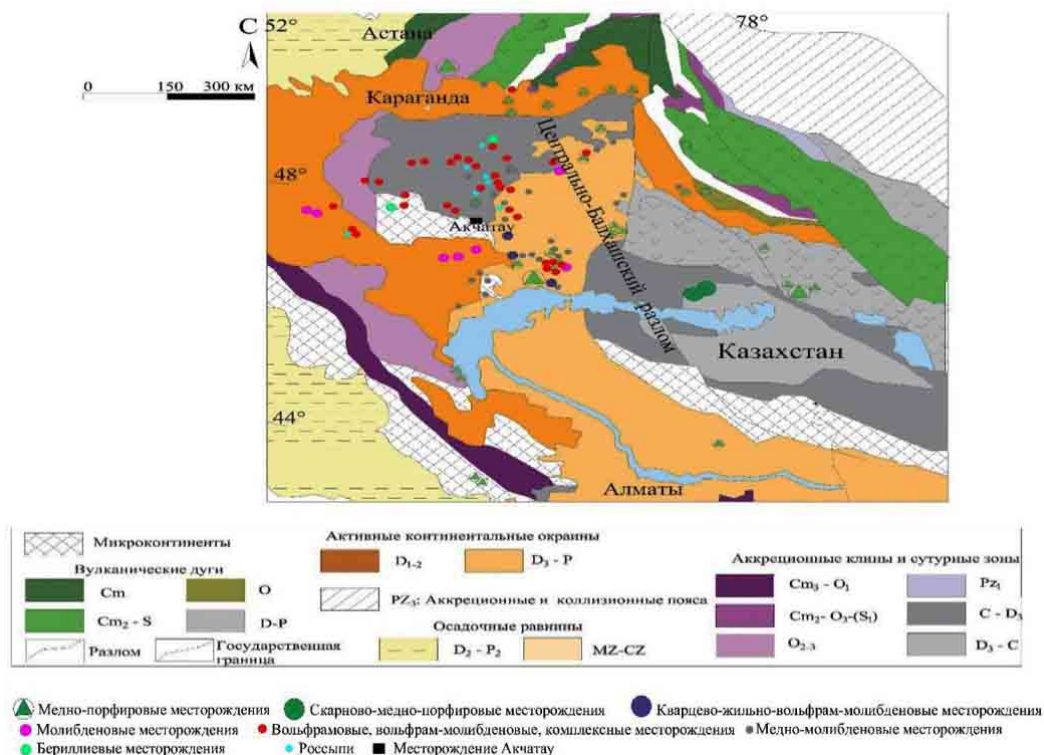 С 52° 78°
Астана
0 150 300 км
Караганда
Центрально-Балхашский разлом
48°
Акчатау
Казахстан
44°
Алматы
Микроконтиненты
Вулканические дуги
Cm O
Cm₂ - S D-P
Разлом Государственная граница
Активные континентальные окраины
D₁₋₂ D₃ - P
PZ₃: Аккреционные и коллизионные пояса
Осадочные равнины
D₂ - P₂ MZ-CZ
Аккреционные клины и сутурные зоны
Cm₃ - O₁ Pz₁
Cm₂- O₃-(S₁) C - D₃
O₂₋₃ D₃ - C
Медно-порфировые месторождения Скарново-медно-порфировые месторождения Кварцево-жильно-вольфрам-молибденовые месторождения
Молибденовые месторождения Вольфрамовые, вольфрам-молибденовые, комплексные месторождения Медно-молибденовые месторождения
Бериллиевые месторождения Россыпи Месторождение Акчатау